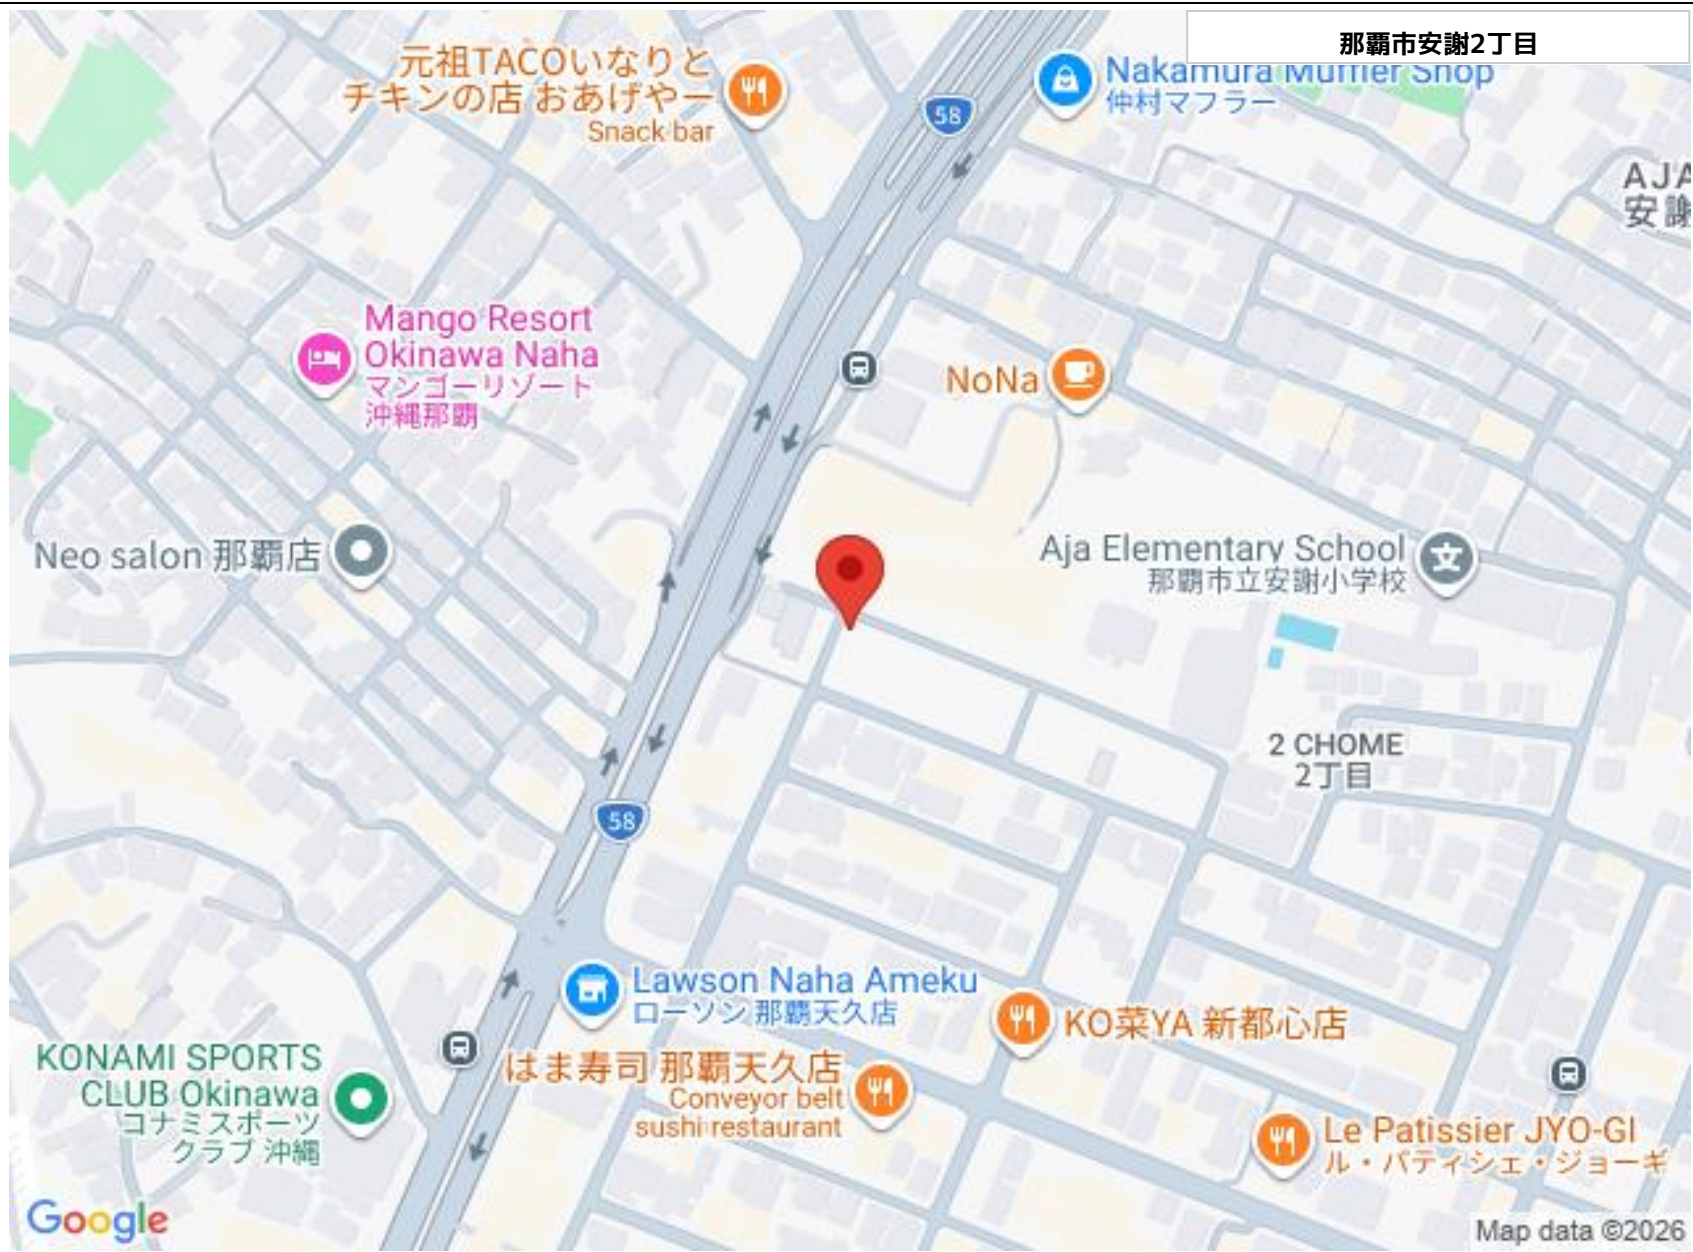 那覇市安謝2丁目
元祖TACOいなりと
チキンの店 おあげやー
Snack bar
58
Nakamura Muffler Shop
仲村マフラー
AJA
安謝
Mango Resort
Okinawa Naha
マンゴーリゾート
沖縄那覇
NoNa
Neo salon 那覇店
Aja Elementary School
那覇市立安謝小学校
文
2 CHOME
2丁目
58
Lawson Naha Ameku
ローソン 那覇天久店
KO菜YA 新都心店
KONAMI SPORTS
CLUB Okinawa
コナミスポーツ
クラブ 沖縄
はま寿司 那覇天久店
Conveyor belt
sushi restaurant
Le Patissier JYO-GI
ル・パティシェ・ジョーギ
Google
Map data ©2026